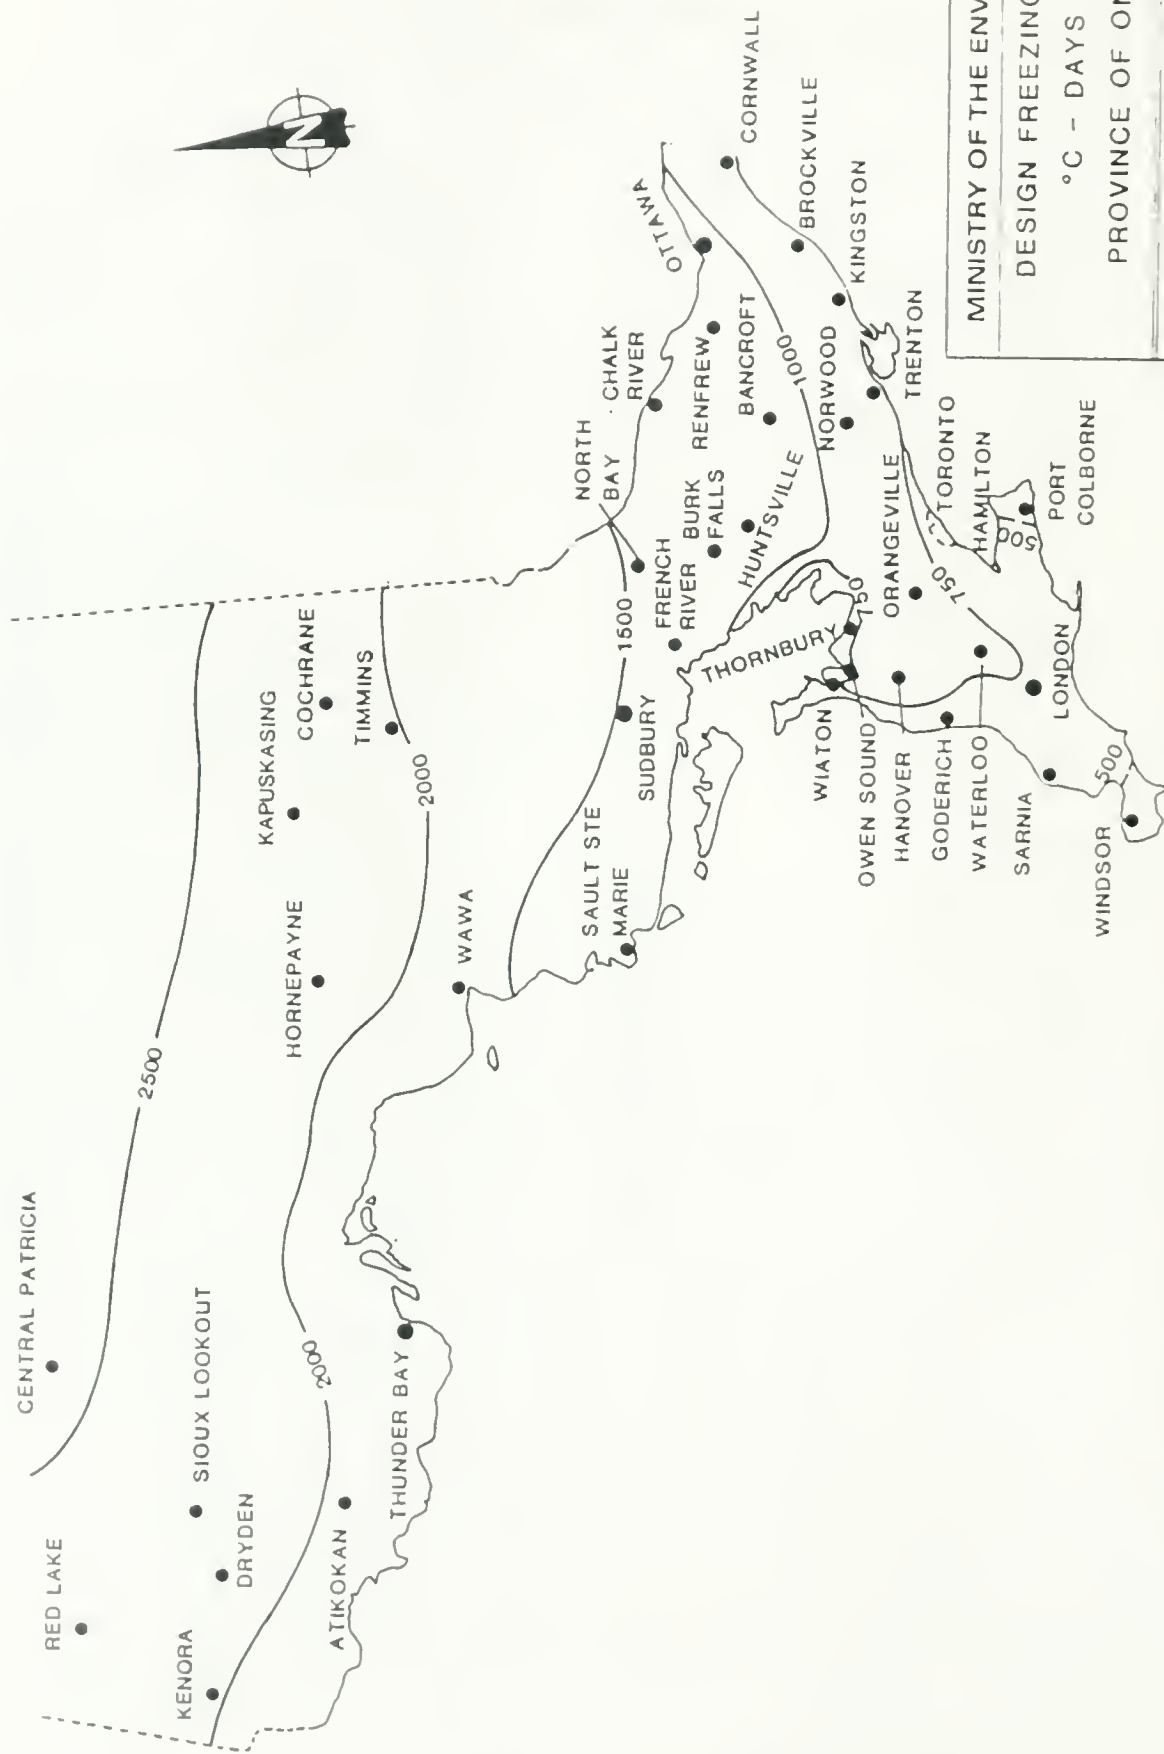 N
RED LAKE
CENTRAL PATRICIA
KENORA
DRYDEN
SIOUX LOOKOUT
2500
KAPUSKASING
COCHRANE
TIMMINS
HORNEPAYNE
2000
2000
ATIKOKAN
THUNDER BAY
WAWA
SAULT STE
MARIE
SUDBURY
1500
NORTH
BAY
CHALK
RIVER
OTTAWA
FRENCH
RIVER
BURK
FALLS
RENFREW
HUNTSVILLE
BANCROFT
1000
CORNWALL
BROCKVILLE
KINGSTON
NORWOOD
TRENTON
THORNBURY
750
WIATON
OWEN SOUND
HANOVER
GODERICH
WATERLOO
ORANGEVILLE
750
TORONTO
HAMILTON
500
PORT
COLBORNE
LONDON
SARNIA
500
WINDSOR
MINISTRY OF THE ENV
DESIGN FREEZING
°C - DAYS
PROVINCE OF ON